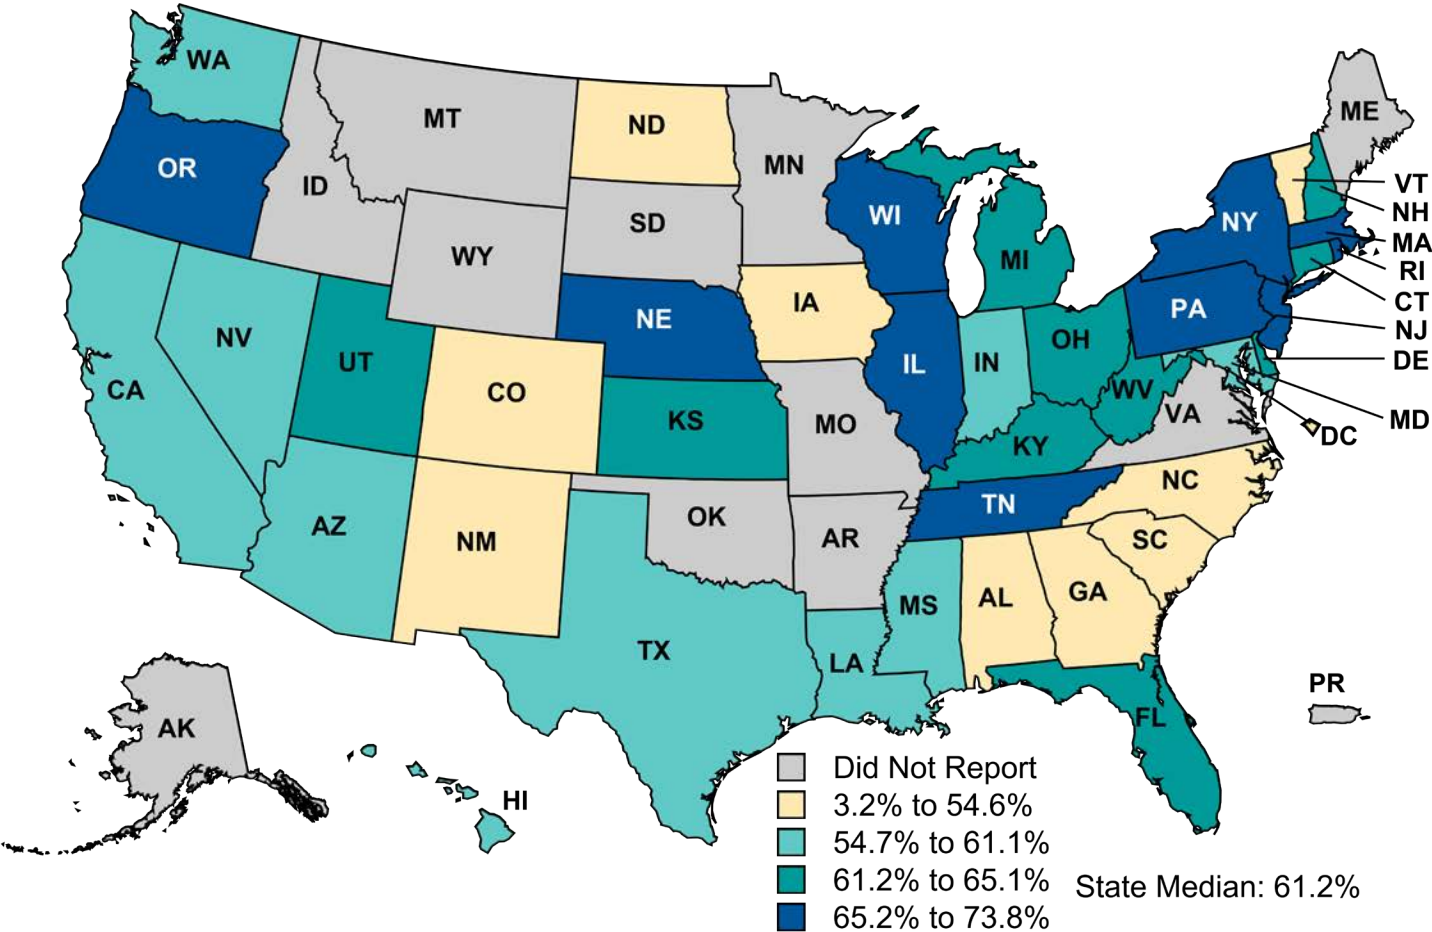 WA
MT
ND
MN
ME
OR
ID
SD
WI
VT
NH
NY
MA
RI
WY
MI
CT
IA
NE
PA
NJ
OH
DE
NV
UT
CO
IL
IN
CA
WV
MD
KS
MO
KY
VA
DC
AZ
NM
OK
TN
NC
AR
SC
TX
MS
AL
GA
LA
PR
FL
AK
HI
Did Not Report
3.2% to 54.6%
54.7% to 61.1%
61.2% to 65.1%
65.2% to 73.8%
State Median: 61.2%